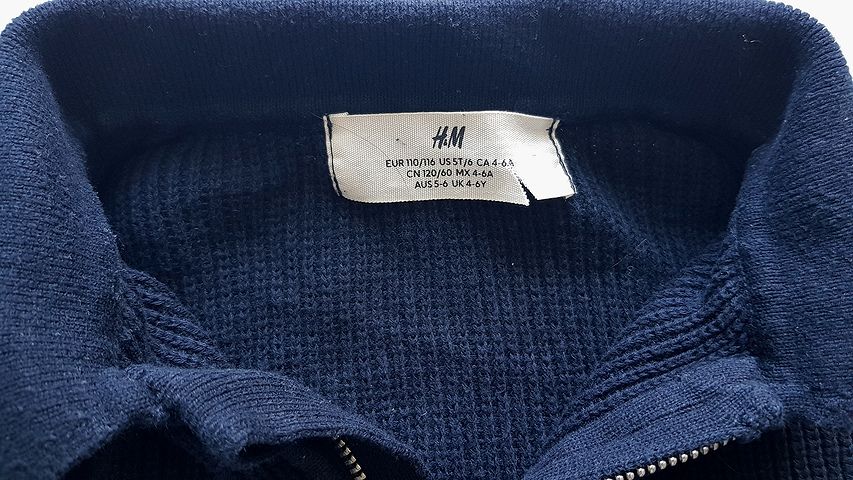 H&M
EUR 110/116 US 5T/6 CA 4-6A
CN 120/60 MX 4-6A
AUS 5-6 UK 4-6Y